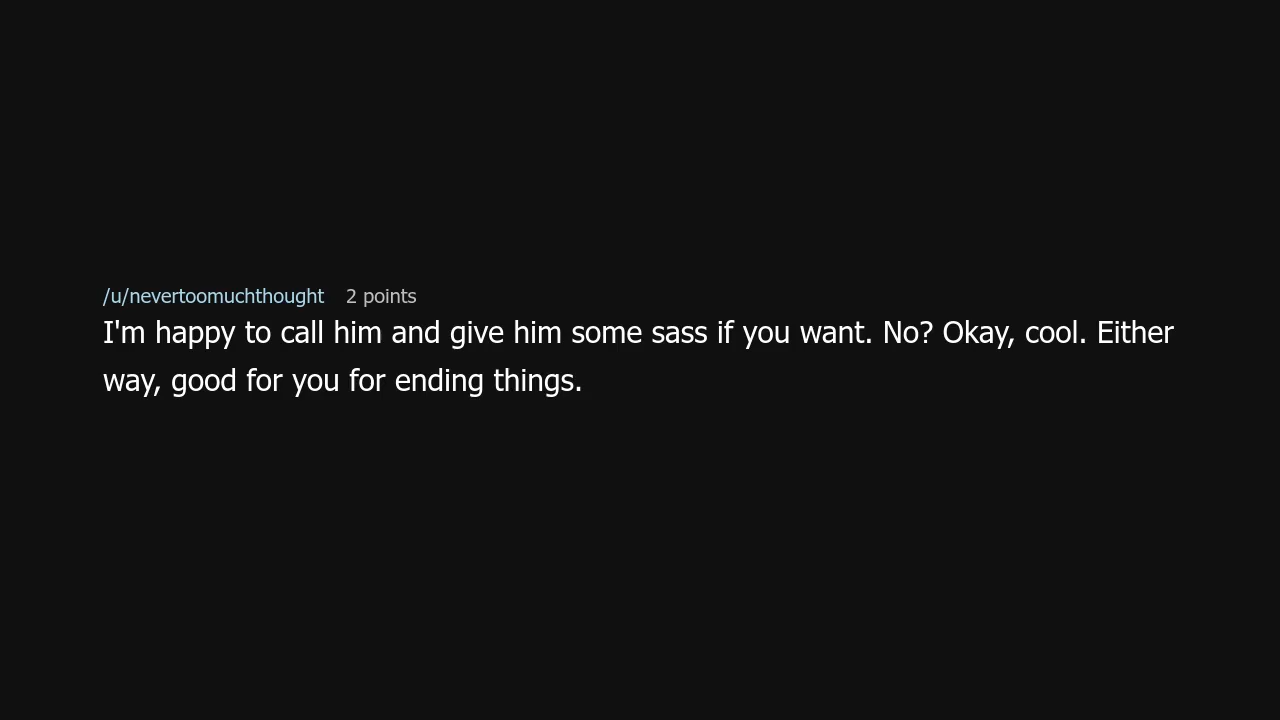 /u/nevertoomuchthought 2 points
I'm happy to call him and give him some sass if you want. No? Okay, cool. Either
way, good for you for ending things.